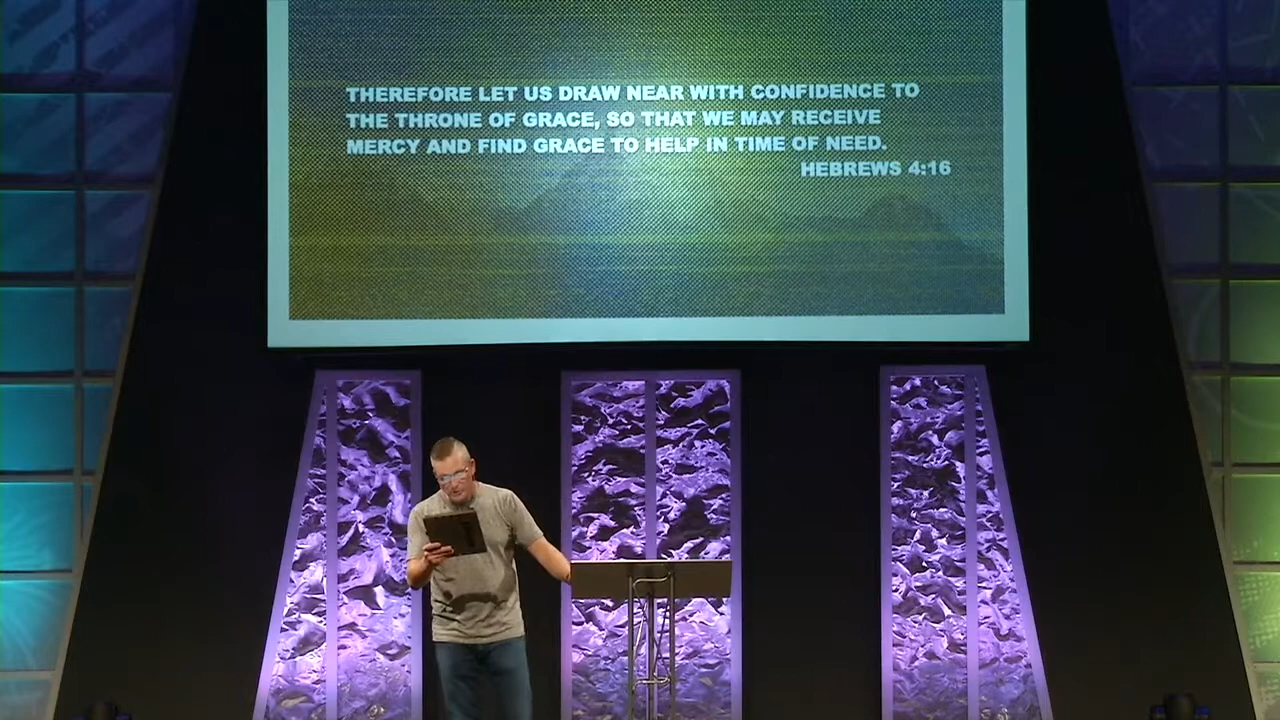 THEREFORE LET US DRAW NEAR WITH CONFIDENCE TO
THE THRONE OF GRACE, SO THAT WE MAY RECEIVE
MERCY AND FIND GRACE TO HELP IN TIME OF NEED.
HEBREWS 4:16